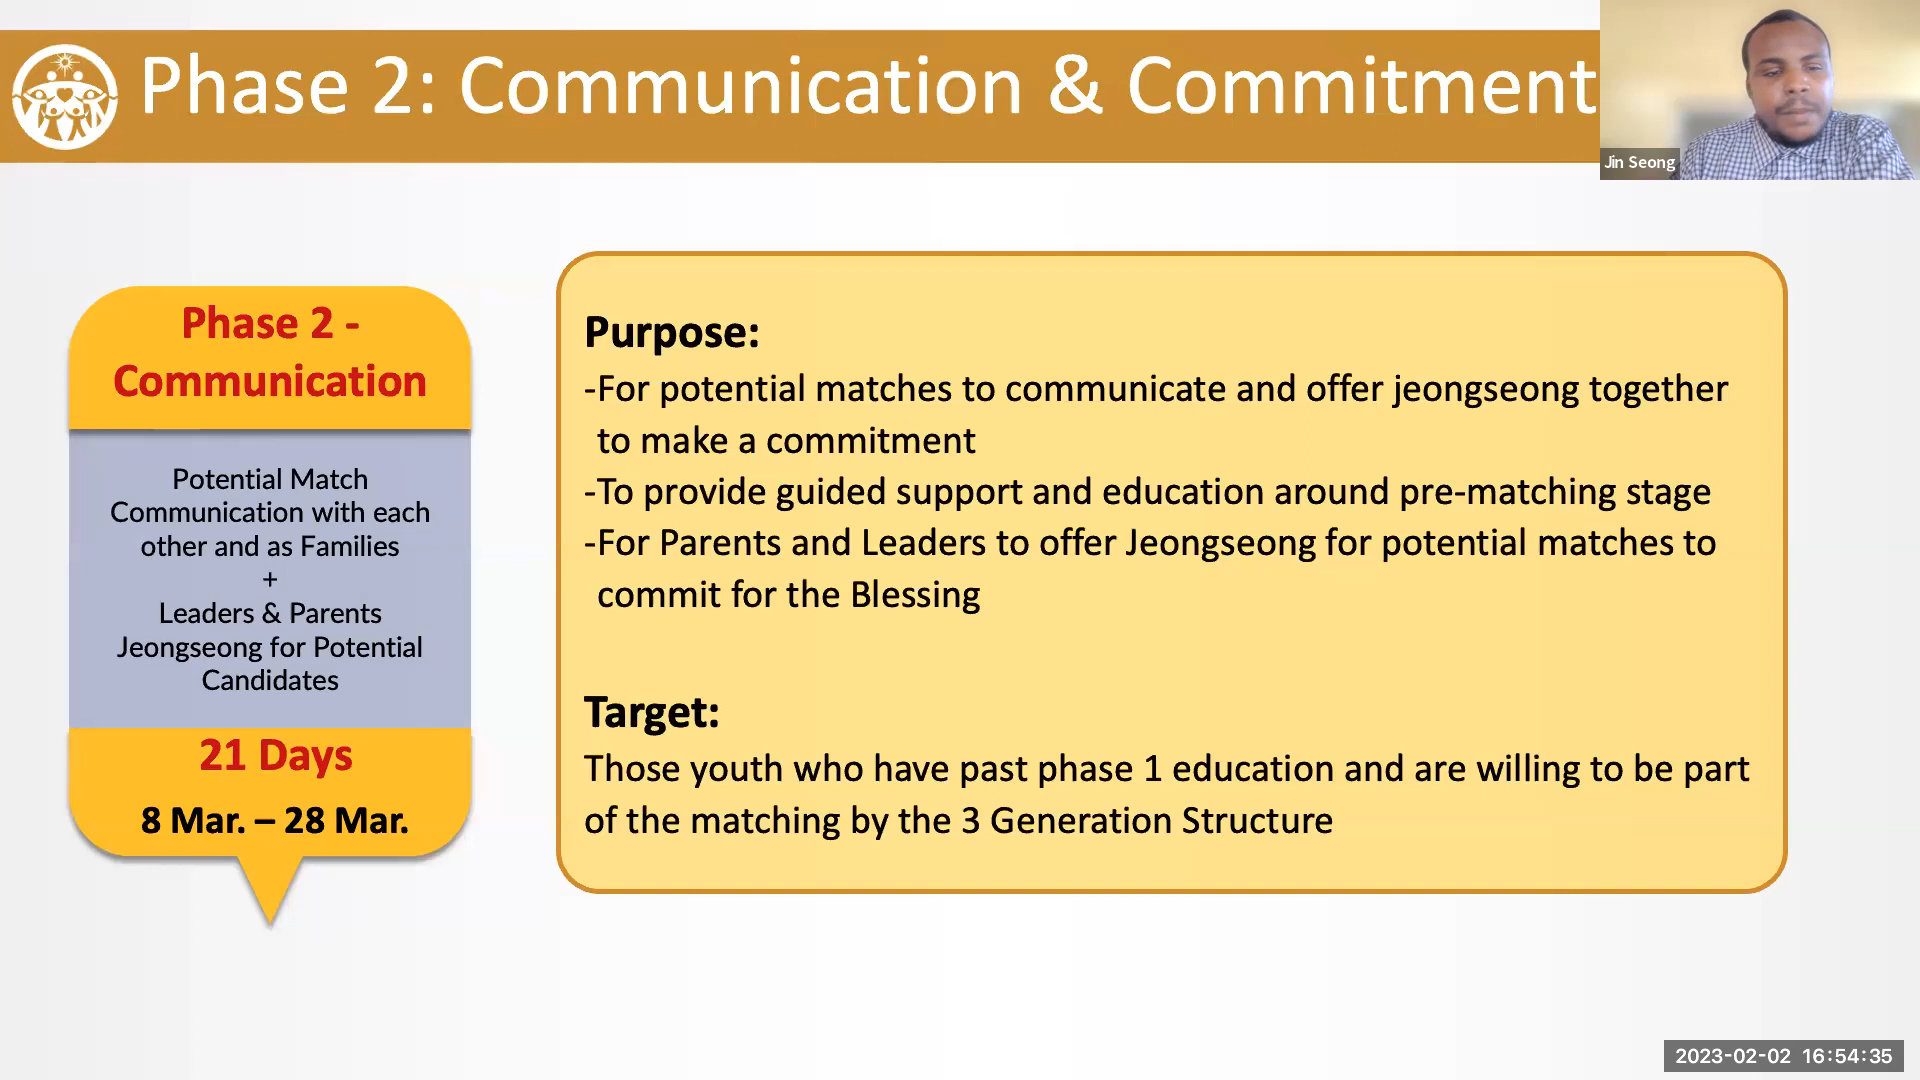 Phase 2: Communication & Commitment
Jin Seong
Phase 2 -
Communication
Potential Match
Communication with each
other and as Families
+
Leaders & Parents
Jeongseong for Potential
Candidates
21 Days
8 Mar. – 28 Mar.
Purpose:
-For potential matches to communicate and offer jeongseong together
to make a commitment
-To provide guided support and education around pre-matching stage
-For Parents and Leaders to offer Jeongseong for potential matches to
commit for the Blessing
Target:
Those youth who have past phase 1 education and are willing to be part
of the matching by the 3 Generation Structure
2023-02-02 16:54:35